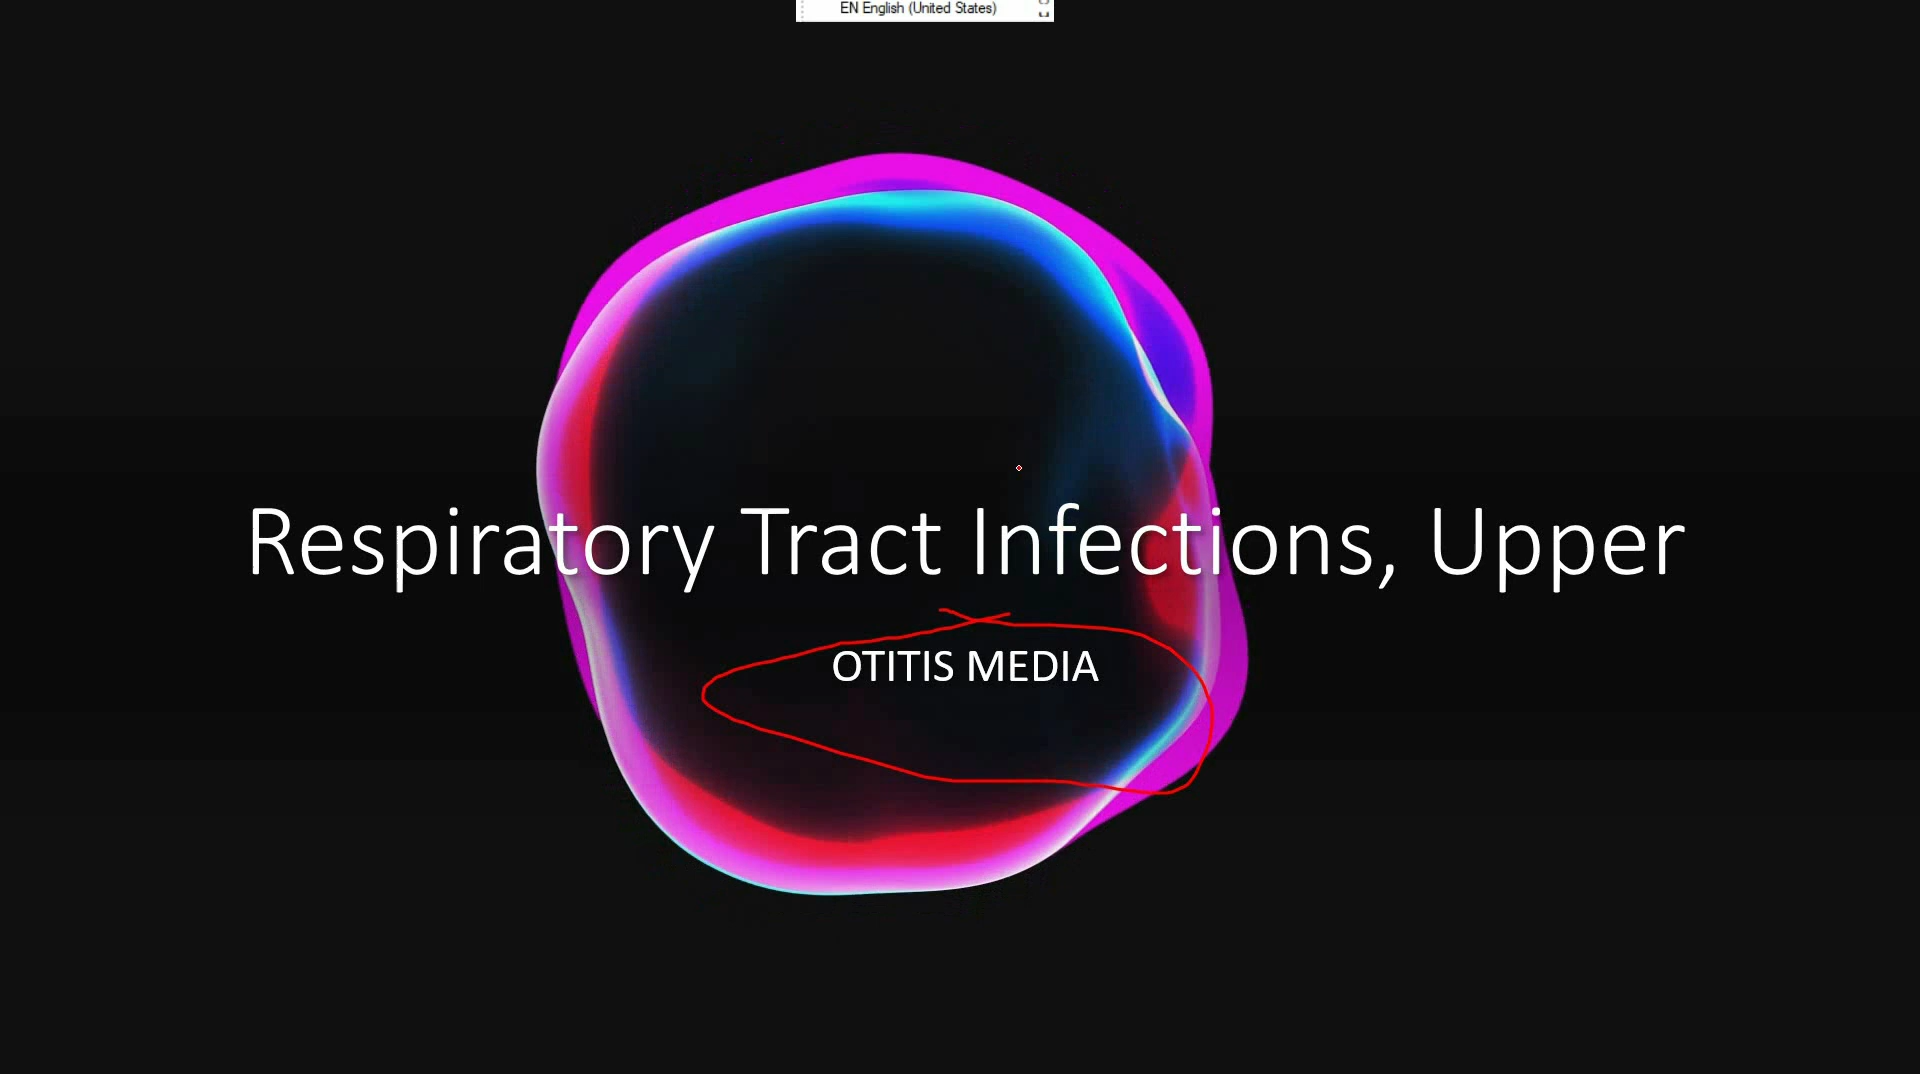 EN English (United States)
Respiratory Tract Infections, Upper
OTITIS MEDIA